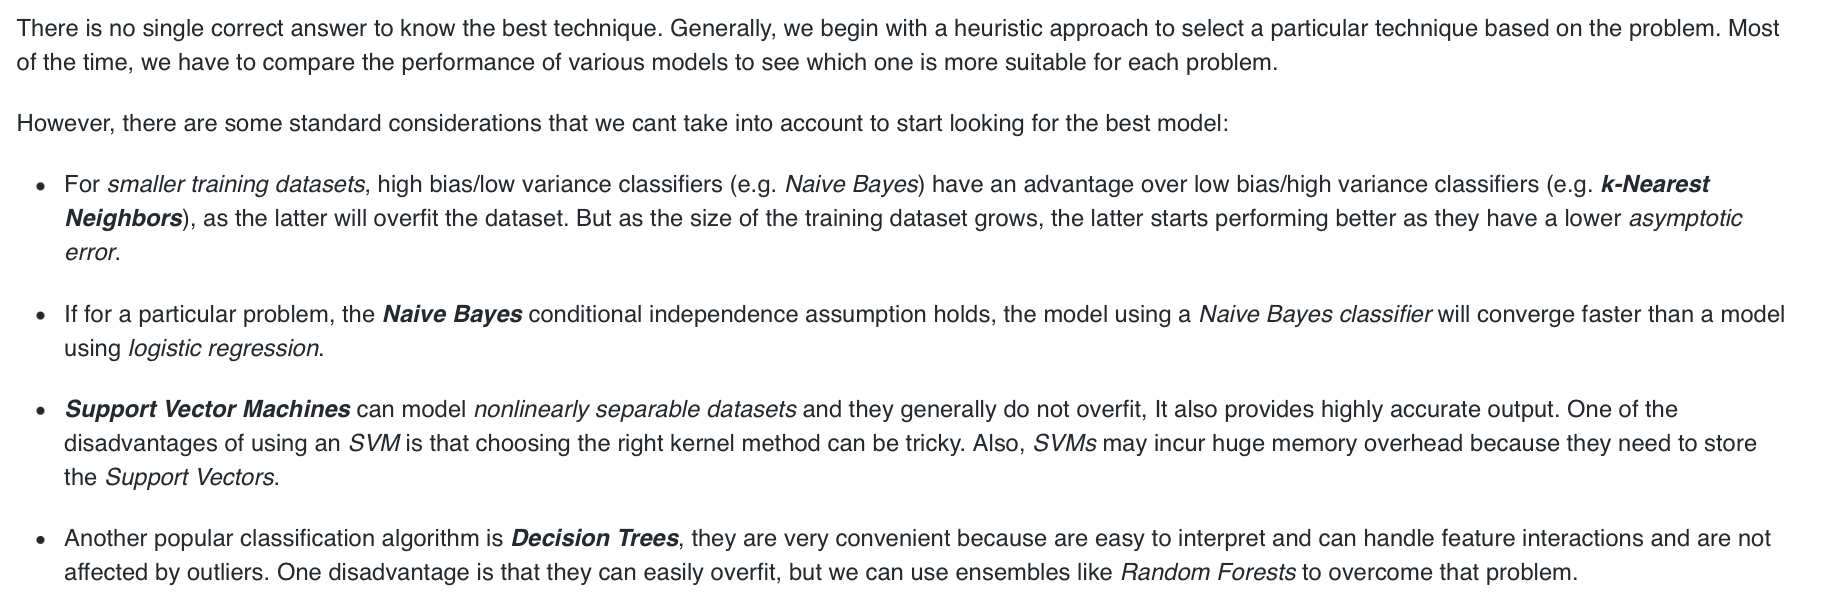 There is no single correct answer to know the best technique. Generally, we begin with a heuristic approach to select a particular technique based on the problem. Most
of the time, we have to compare the performance of various models to see which one is more suitable for each problem.
However, there are some standard considerations that we cant take into account to start looking for the best model:
• For smaller training datasets, high bias/low variance classifiers (e.g. Naive Bayes) have an advantage over low bias/high variance classifiers (e.g. k-Nearest
Neighbors), as the latter will overfit the dataset. But as the size of the training dataset grows, the latter starts performing better as they have a lower asymptotic
error.
• If for a particular problem, the Naive Bayes conditional independence assumption holds, the model using a Naive Bayes classifier will converge faster than a model
using logistic regression.
• Support Vector Machines can model nonlinearly separable datasets and they generally do not overfit, It also provides highly accurate output. One of the
disadvantages of using an SVM is that choosing the right kernel method can be tricky. Also, SVMs may incur huge memory overhead because they need to store
the Support Vectors.
• Another popular classification algorithm is Decision Trees, they are very convenient because are easy to interpret and can handle feature interactions and are not
affected by outliers. One disadvantage is that they can easily overfit, but we can use ensembles like Random Forests to overcome that problem.